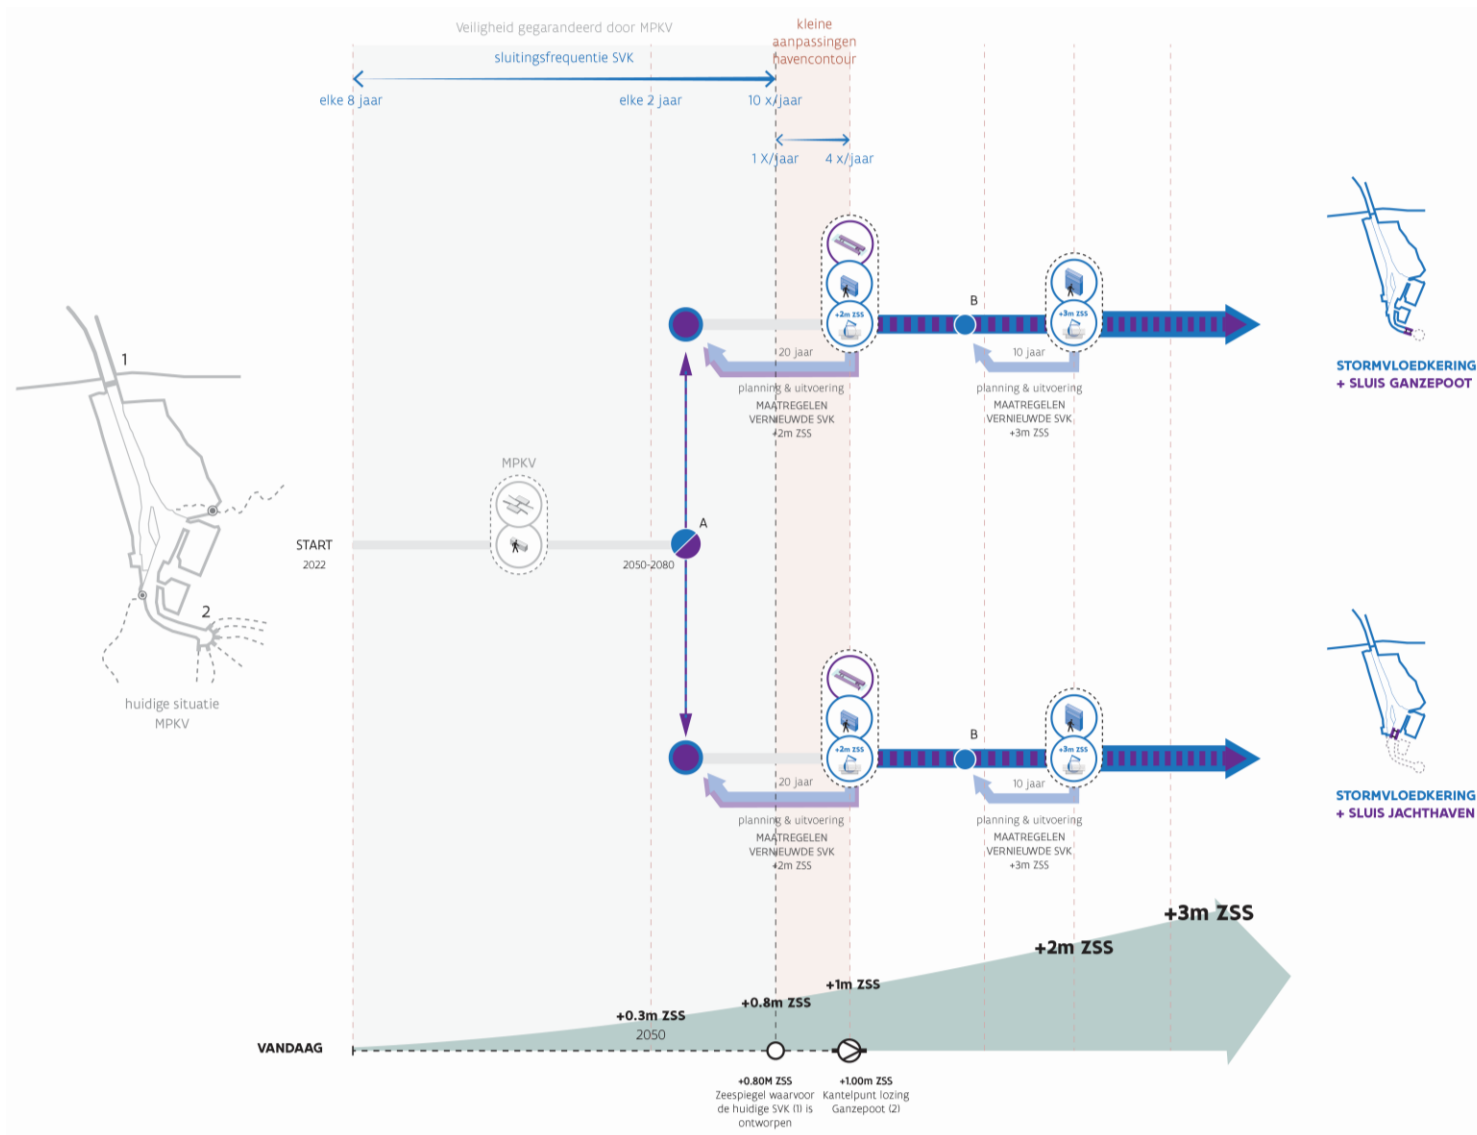 Veiligheid gegarandeerd door MPKV
kleine
aanpassingen
havencontour
sluitingsfrequentie SVK
elke 8 jaar
elke 2 jaar
10 x/jaar
1 X/jaar
4 x/jaar
+2m ZSS
B
+3m ZSS
20 jaar
10 jaar
planning & uitvoering
MAATREGELEN
VERNIEUWDE SVK
+2m ZSS
planning & uitvoering
MAATREGELEN
VERNIEUWDE SVK
+3m ZSS
STORMVLOEDKERING
+ SLUIS GANZEPOOT
1
2
huidige situatie
MPKV
MPKV
START
2022
A
2050-2080
+2m ZSS
B
+3m ZSS
20 jaar
10 jaar
planning & uitvoering
MAATREGELEN
VERNIEUWDE SVK
+2m ZSS
planning & uitvoering
MAATREGELEN
VERNIEUWDE SVK
+3m ZSS
STORMVLOEDKERING
+ SLUIS JACHTHAVEN
+3m ZSS
+2m ZSS
+1m ZSS
+0.8m ZSS
+0.3m ZSS
2050
VANDAAG
+0.80M ZSS
Zeespiegel waarvoor
de huidige SVK (1) is
ontworpen
+1.00m ZSS
Kantelpunt lozing
Ganzepoot (2)